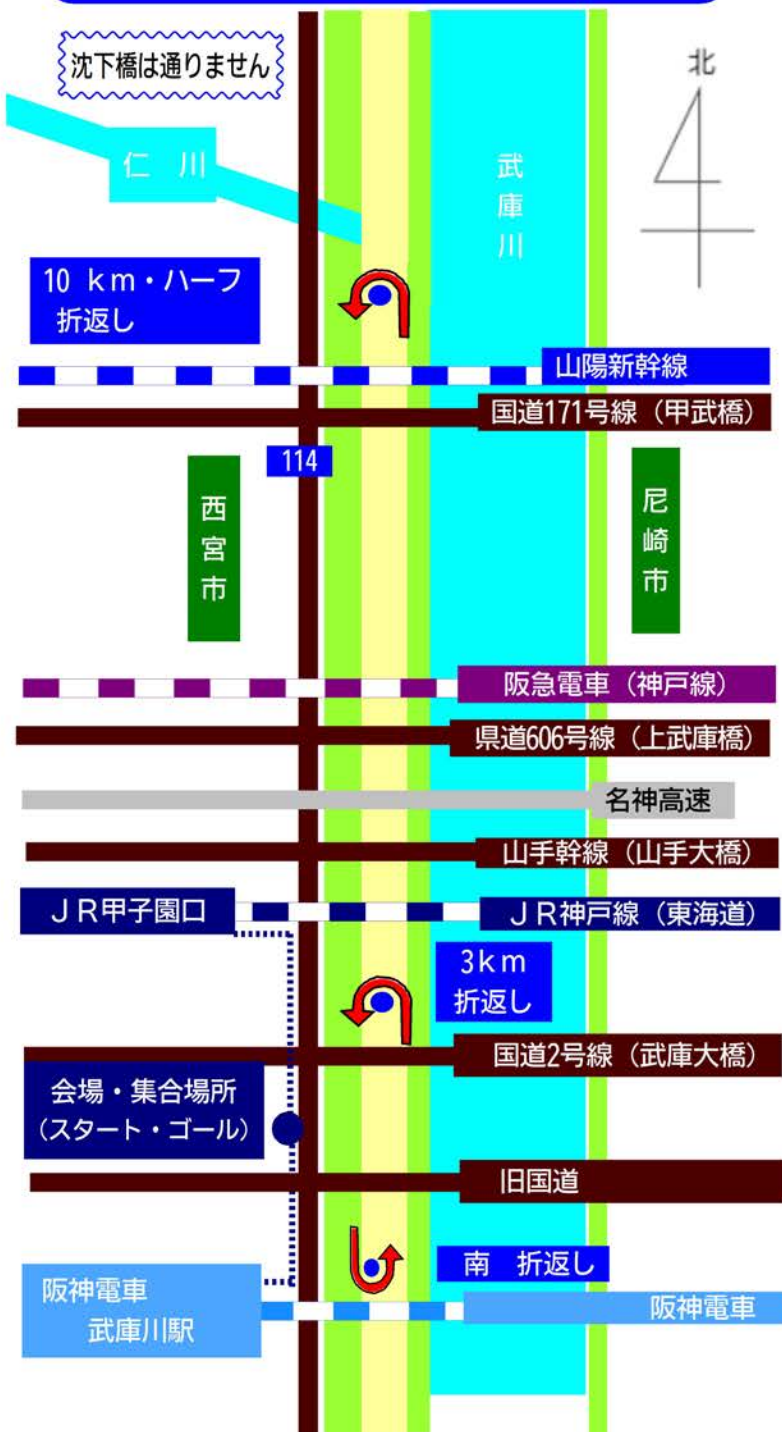 沈下橋は通りません
北
仁 川
武庫川
10 km・ハーフ
折返し
山陽新幹線
国道171号線（甲武橋）
114
西宮市
尼崎市
阪急電車（神戸線）
県道606号線（上武庫橋）
名神高速
山手幹線（山手大橋）
JR甲子園口
JR神戸線（東海道）
3km
折返し
国道2号線（武庫大橋）
会場・集合場所
（スタート・ゴール）
旧国道
南 折返し
阪神電車
武庫川駅
阪神電車